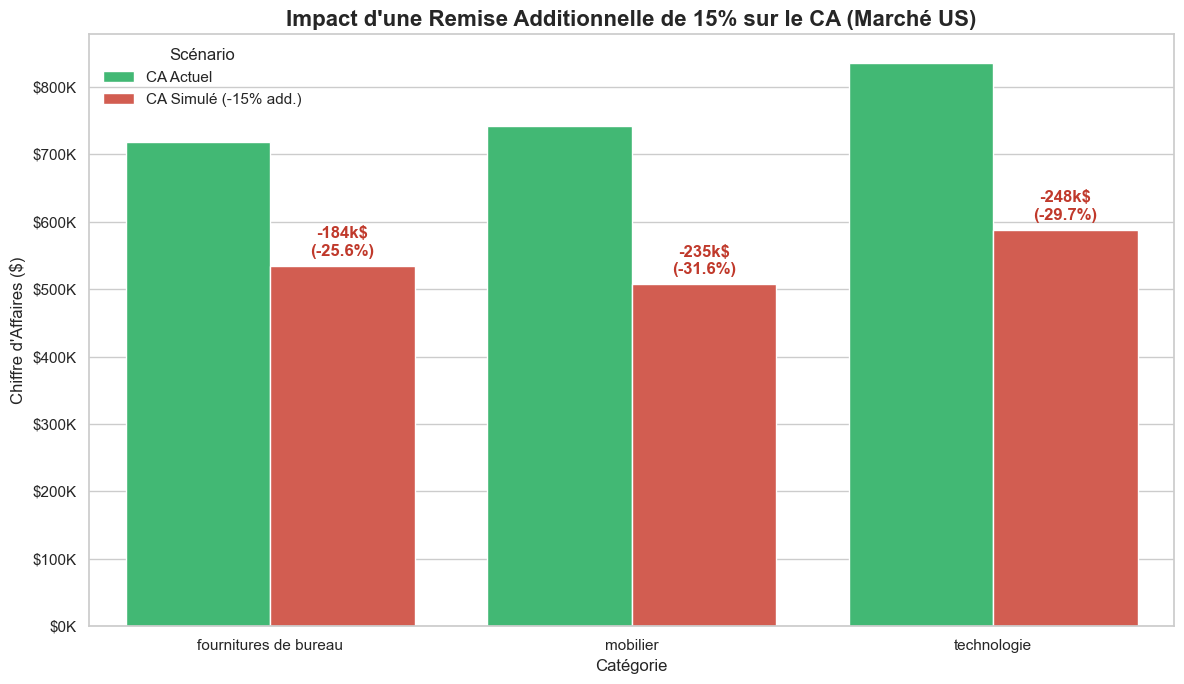 Impact d'une Remise Additionnelle de 15% sur le CA (Marché US)
Scénario
CA Actuel
CA Simulé (-15% add.)
Chiffre d'Affaires ($)
$800K
$700K
$600K
$500K
$400K
$300K
$200K
$100K
$0K
-184k$
(-25.6%)
-235k$
(-31.6%)
-248k$
(-29.7%)
fournitures de bureau
mobilier
technologie
Catégorie